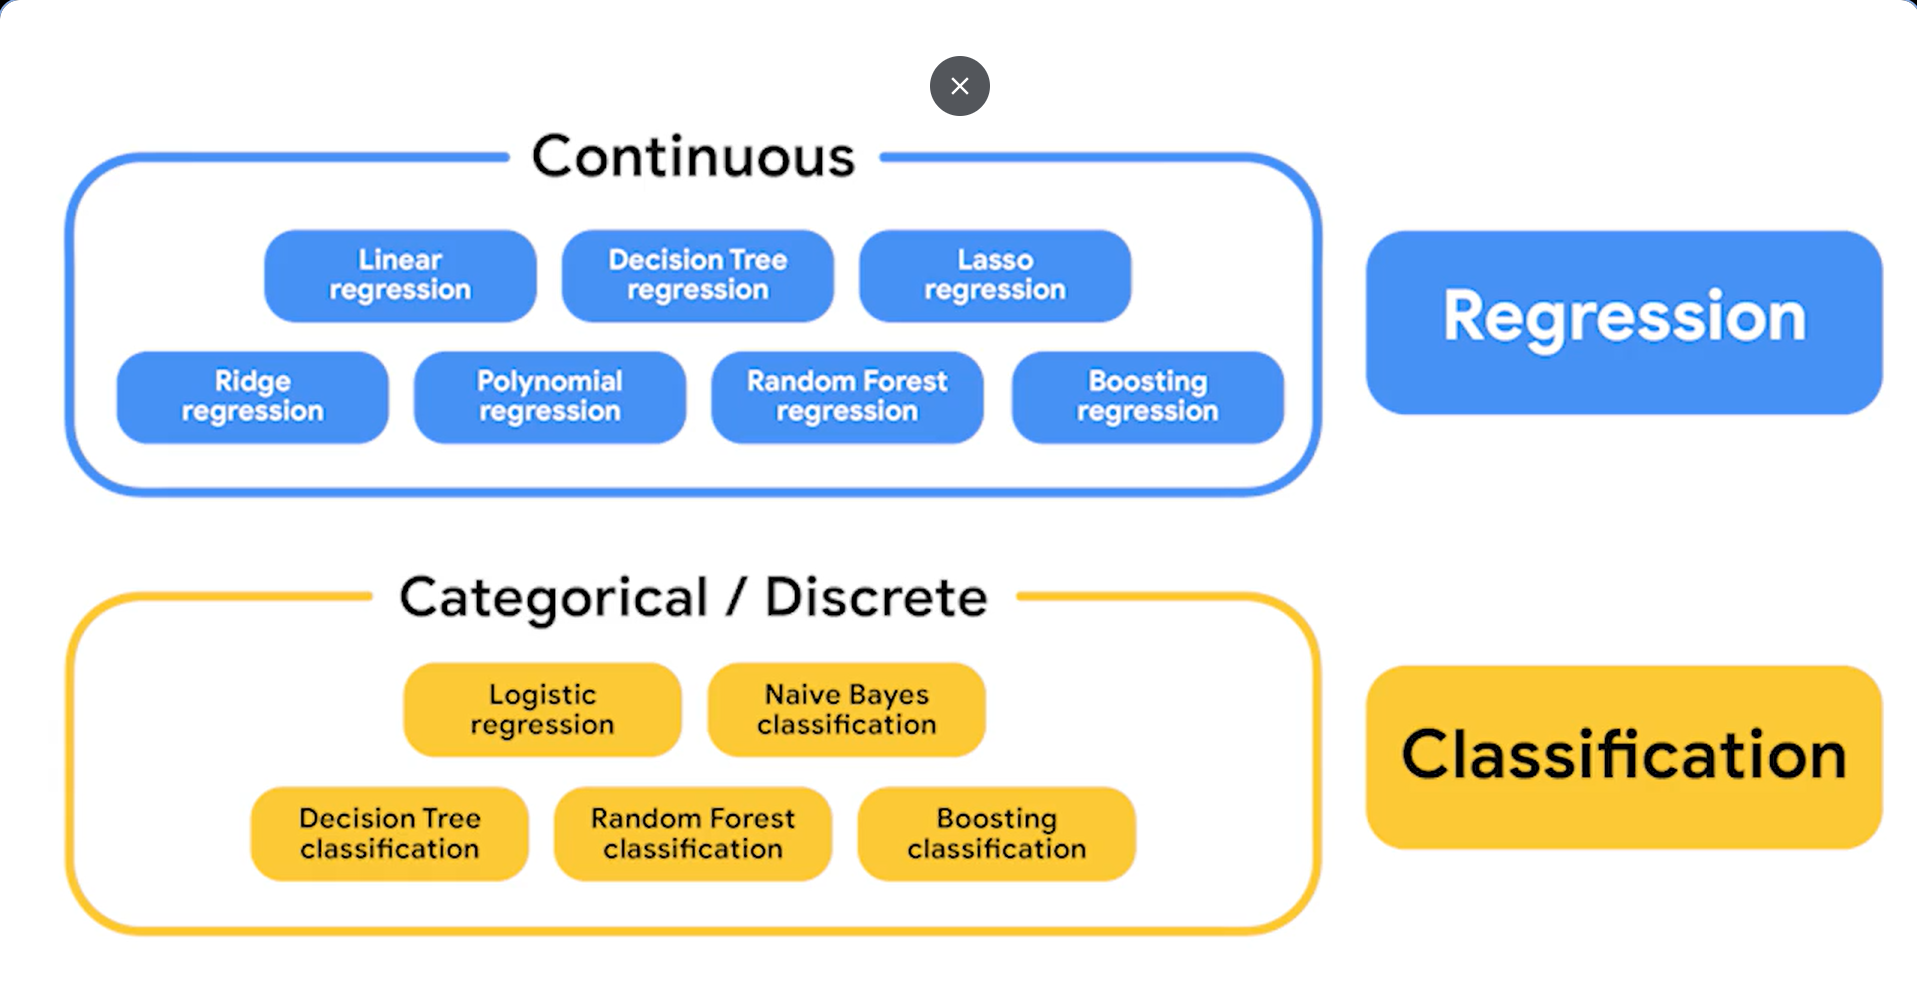 Continuous
Linear
regression
Decision Tree
regression
Lasso
regression
Ridge
regression
Polynomial
regression
Random Forest
regression
Boosting
regression
Regression
Categorical / Discrete
Logistic
regression
Naive Bayes
classification
Decision Tree
classification
Random Forest
classification
Boosting
classification
Classification